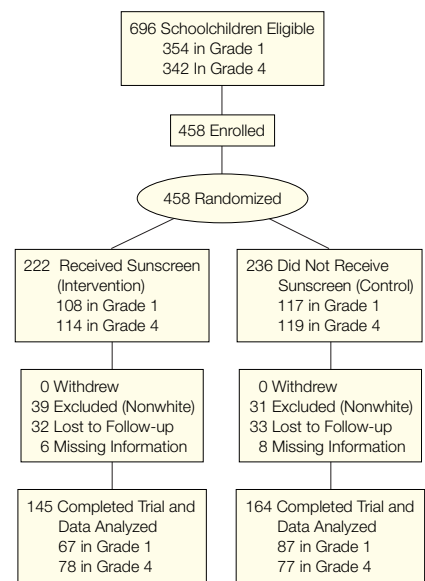 696 Schoolchildren Eligible
354 in Grade 1
342 In Grade 4
458 Enrolled
458 Randomized
222 Received Sunscreen
(Intervention)
108 in Grade 1
114 in Grade 4
236 Did Not Receive
Sunscreen (Control)
117 in Grade 1
119 in Grade 4
0 Withdrew
39 Excluded (Nonwhite)
32 Lost to Follow-up
6 Missing Information
0 Withdrew
31 Excluded (Nonwhite)
33 Lost to Follow-up
8 Missing Information
145 Completed Trial and
Data Analyzed
67 in Grade 1
78 in Grade 4
164 Completed Trial and
Data Analyzed
87 in Grade 1
77 in Grade 4